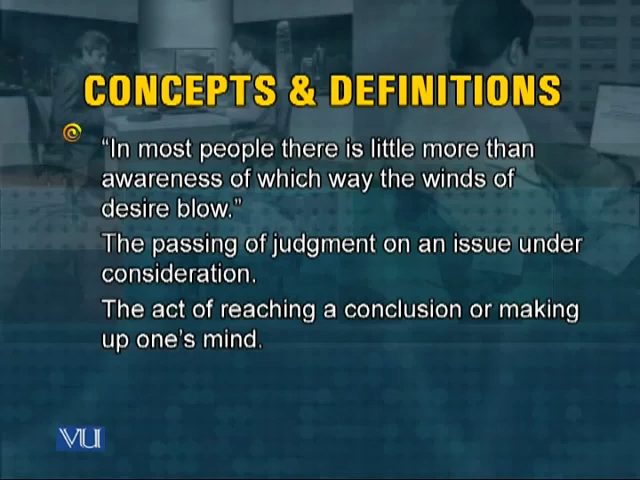 CONCEPTS & DEFINITIONS
“In most people there is little more than
awareness of which way the winds of
desire blow.”
The passing of judgment on an issue under
consideration.
The act of reaching a conclusion or making
up one’s mind.
VU